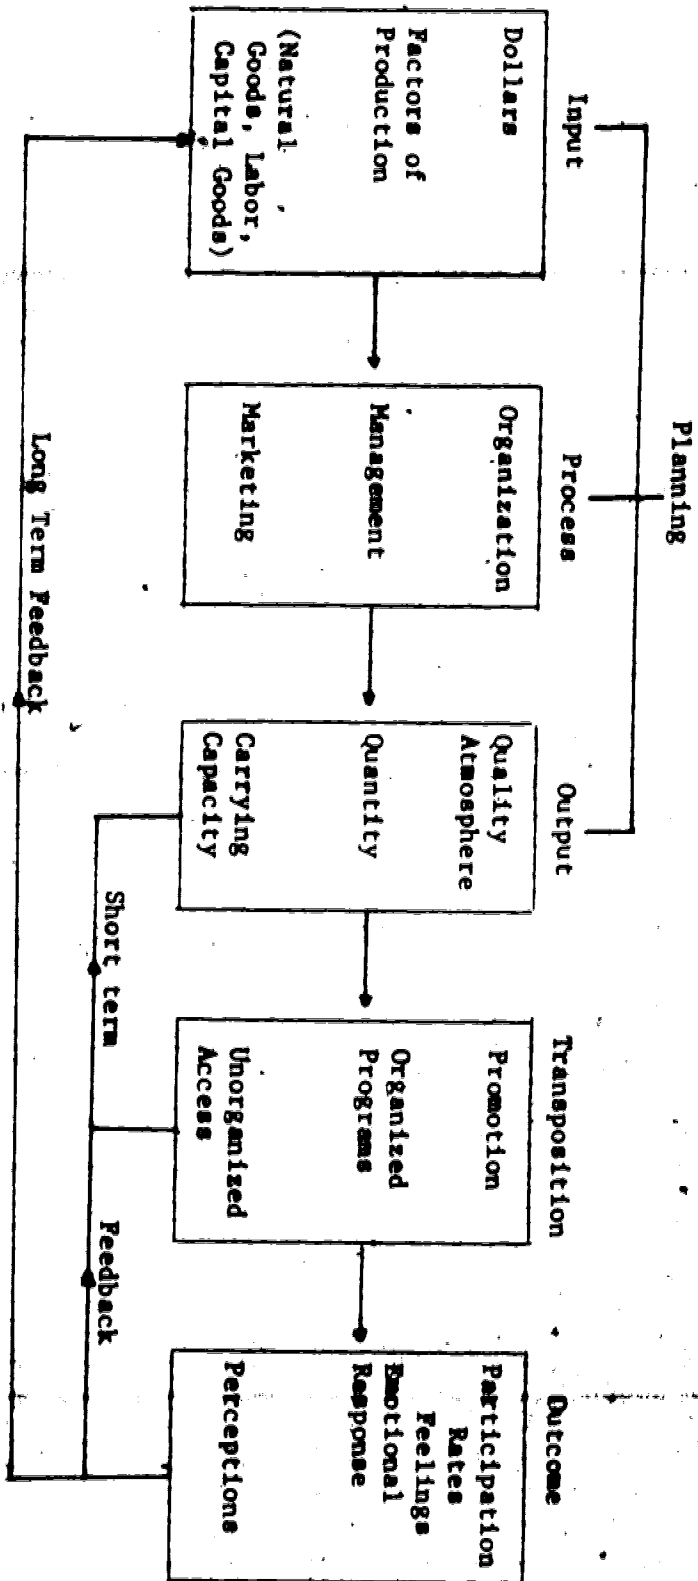 Planning
Input
Process
Output
Transposition
Outcome
Dollars
Factors of
Production
(Natural
Goods, Labor,
Capital Goods)
Organization
Management
Marketing
Quality
Atmosphere
Quantity
Carrying
Capacity
Promotion
Organized
Programs
Unorganized
Access
Participation
Rates
Feelings
Emotional
Response
Perceptions
Short term
Feedback
Long Term Feedback